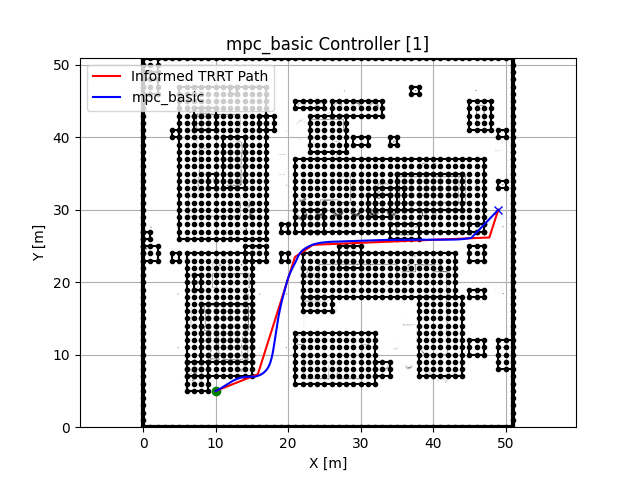 mpc_basic Controller [1]
Informed TRRT Path
mpc_basic
Y [m]
50
40
30
20
10
0
0 10 20 30 40 50
X [m]